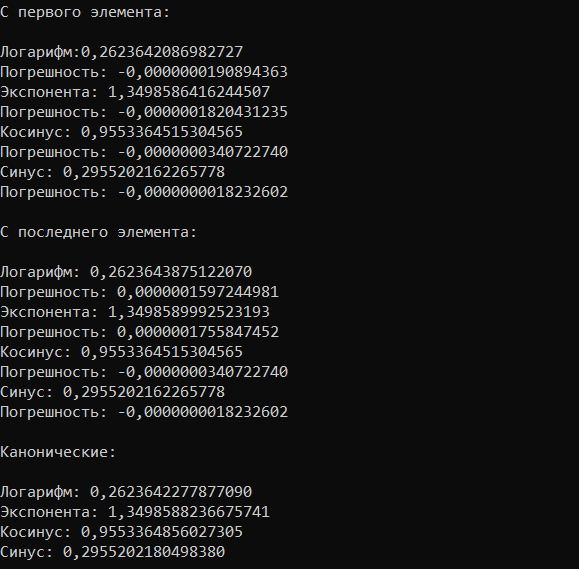 С первого элемента:
Логарифм:0,2623642086982727
Погрешность: -0,0000000190894363
Экспонента: 1,3498586416244507
Погрешность: -0,0000001820431235
Косинус: 0,9553364515304565
Погрешность: -0,0000000340722740
Синус: 0,2955202162265778
Погрешность: -0,0000000018232602
С последнего элемента:
Логарифм: 0,2623643875122070
Погрешность: 0,0000001597244981
Экспонента: 1,3498589992523193
Погрешность: 0,0000001755847452
Косинус: 0,9553364515304565
Погрешность: -0,0000000340722740
Синус: 0,2955202162265778
Погрешность: -0,0000000018232602
Канонические:
Логарифм: 0,2623642277877090
Экспонента: 1,3498588236675741
Косинус: 0,9553364856027305
Синус: 0,2955202180498380